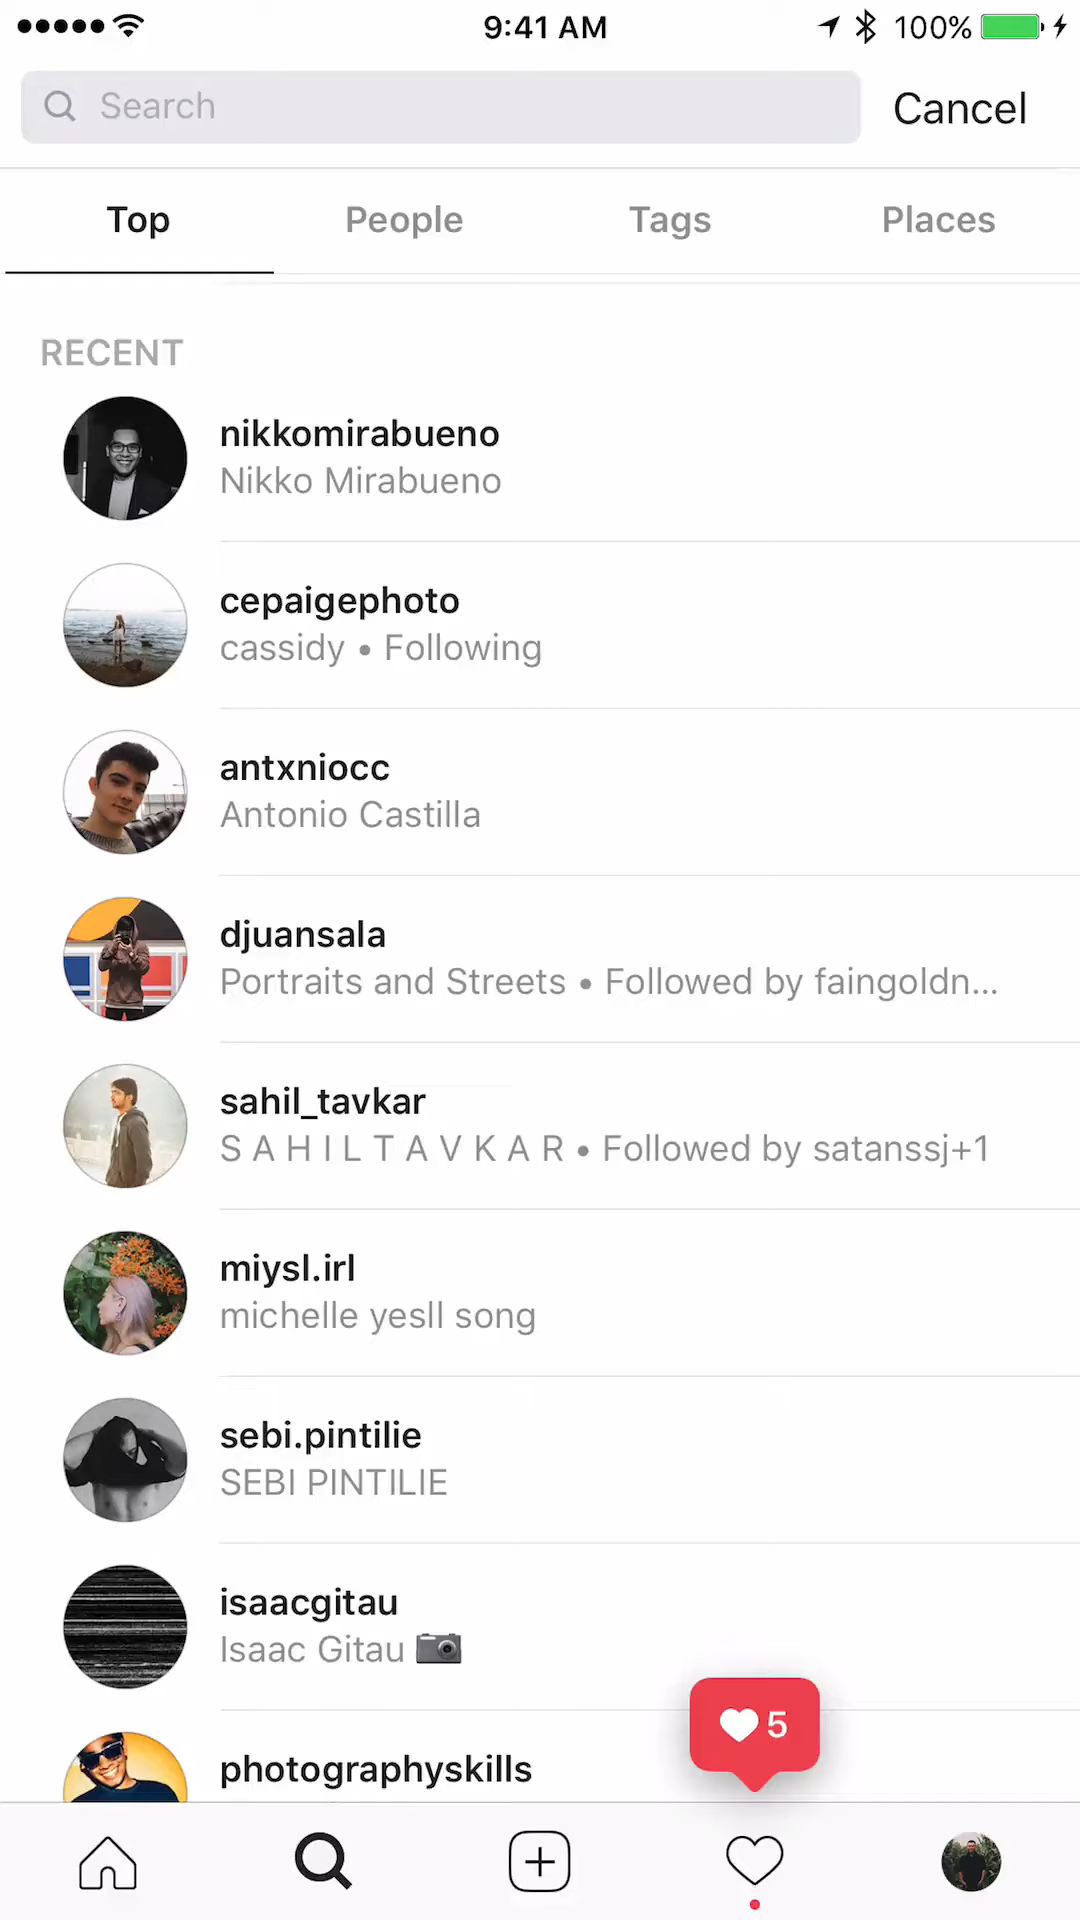 9:41 AM 100%
Search Cancel
Top People Tags Places
RECENT
nikkomirabueno
Nikko Mirabueno
cepaigephoto
cassidy • Following
antxniocc
Antonio Castilla
djuansala
Portraits and Streets • Followed by faingoldn...
sahil_tavkar
S A H I L T A V K A R • Followed by satanssj+1
miysl.irl
michelle yesll song
sebi.pintilie
SEBI PINTILIE
isaacgitau
Isaac Gitau 📷
5
photographyskills